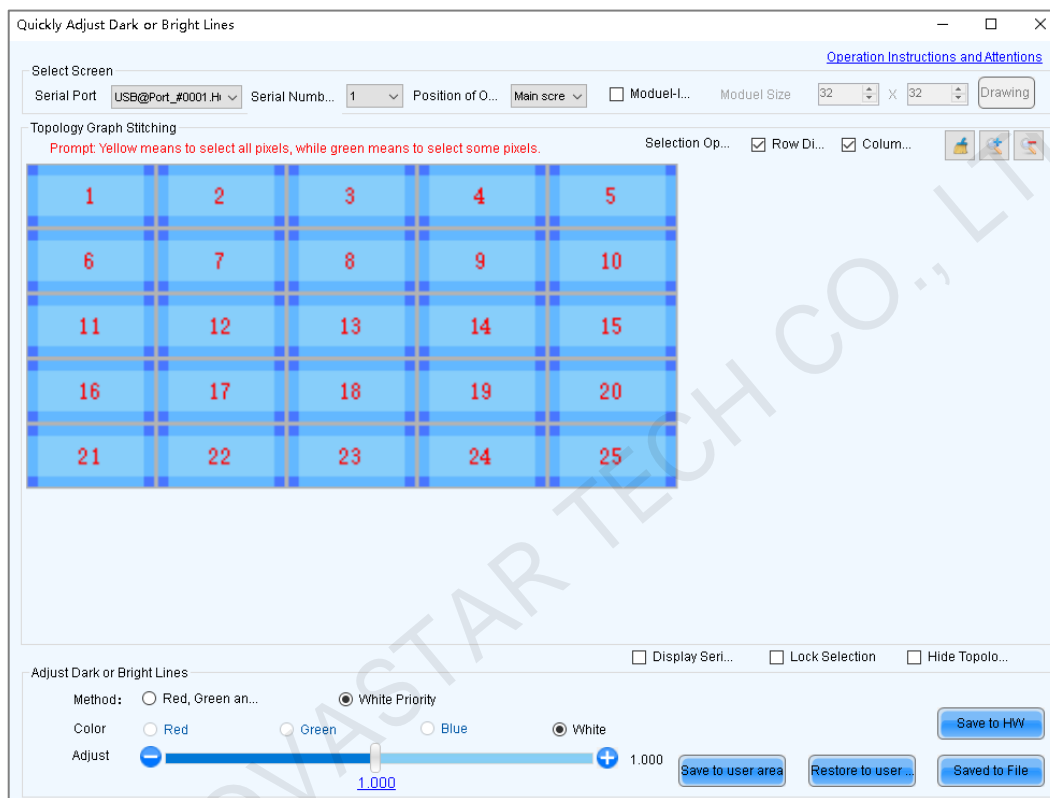 Quickly Adjust Dark or Bright Lines
Operation Instructions and Attentions
Select Screen
Serial Port USB@Port_#0001.H Serial Numb... 1 Position of O... Main scre Moduel-I... Moduel Size 32 X 32 Drawing
Topology Graph Stitching
Prompt: Yellow means to select all pixels, while green means to select some pixels. Selection Op... Row Di... Colum...
1 2 3 4 5
6 7 8 9 10
11 12 13 14 15
16 17 18 19 20
21 22 23 24 25
Display Seri... Lock Selection Hide Topolo...
Adjust Dark or Bright Lines
Method: Red, Green an... White Priority
Color Red Green Blue White
Save to HW
Adjust 1.000
1.000
Save to user area Restore to user ... Saved to File
OVASTAR TECH CO., LT